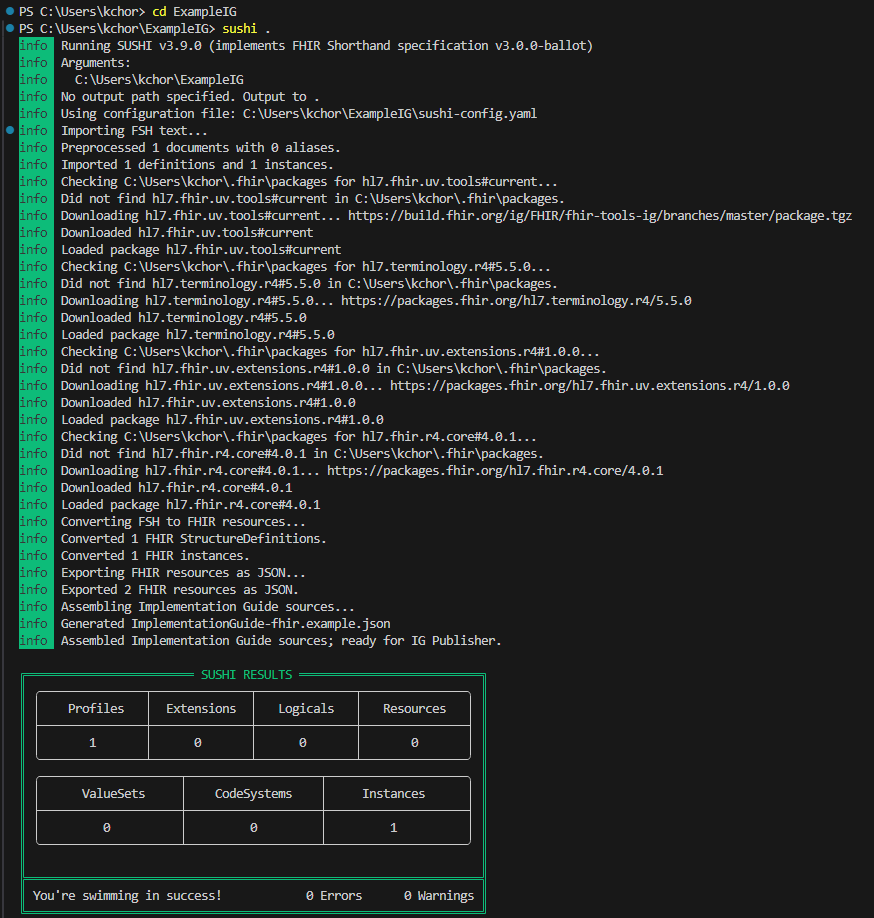 PS C:\Users\kchor> cd ExampleIG
PS C:\Users\kchor\ExampleIG> sushi .
info Running SUSHI v3.9.0 (implements FHIR Shorthand specification v3.0.0-ballot)
info Arguments:
info C:\Users\kchor\ExampleIG
info No output path specified. Output to .
info Using configuration file: C:\Users\kchor\ExampleIG\sushi-config.yaml
info Importing FSH text...
info Preprocessed 1 documents with 0 aliases.
info Imported 1 definitions and 1 instances.
info Checking C:\Users\kchor\.fhir\packages for hl7.fhir.uv.tools#current...
info Did not find hl7.fhir.uv.tools#current in C:\Users\kchor\.fhir\packages.
info Downloading hl7.fhir.uv.tools#current... https://build.fhir.org/ig/FHIR/fhir-tools-ig/branches/master/package.tgz
info Downloaded hl7.fhir.uv.tools#current
info Loaded package hl7.fhir.uv.tools#current
info Checking C:\Users\kchor\.fhir\packages for hl7.terminology.r4#5.5.0...
info Did not find hl7.terminology.r4#5.5.0 in C:\Users\kchor\.fhir\packages.
info Downloading hl7.terminology.r4#5.5.0... https://packages.fhir.org/hl7.terminology.r4/5.5.0
info Downloaded hl7.terminology.r4#5.5.0
info Loaded package hl7.terminology.r4#5.5.0
info Checking C:\Users\kchor\.fhir\packages for hl7.fhir.uv.extensions.r4#1.0.0...
info Did not find hl7.fhir.uv.extensions.r4#1.0.0 in C:\Users\kchor\.fhir\packages.
info Downloading hl7.fhir.uv.extensions.r4#1.0.0... https://packages.fhir.org/hl7.fhir.uv.extensions.r4/1.0.0
info Downloaded hl7.fhir.uv.extensions.r4#1.0.0
info Loaded package hl7.fhir.uv.extensions.r4#1.0.0
info Checking C:\Users\kchor\.fhir\packages for hl7.fhir.r4.core#4.0.1...
info Did not find hl7.fhir.r4.core#4.0.1 in C:\Users\kchor\.fhir\packages.
info Downloading hl7.fhir.r4.core#4.0.1... https://packages.fhir.org/hl7.fhir.r4.core/4.0.1
info Downloaded hl7.fhir.r4.core#4.0.1
info Loaded package hl7.fhir.r4.core#4.0.1
info Converting FSH to FHIR resources...
info Converted 1 FHIR StructureDefinitions.
info Converted 1 FHIR instances.
info Exporting FHIR resources as JSON...
info Exported 2 FHIR resources as JSON.
info Assembling Implementation Guide sources...
info Generated ImplementationGuide-fhir.example.json
info Assembled Implementation Guide sources; ready for IG Publisher.
SUSHI RESULTS
Profiles Extensions Logicals Resources
1 0 0 0
ValueSets CodeSystems Instances
0 0 1
You're swimming in success! 0 Errors 0 Warnings